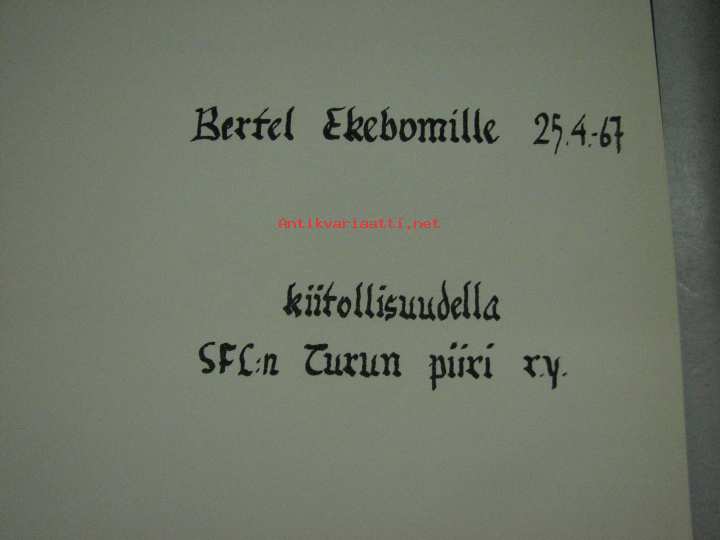 Bertel Ekebomille 25.4.-67
Antikvariaatti.net
kiitollisuudella
SFL:n Turun piiri r.y.